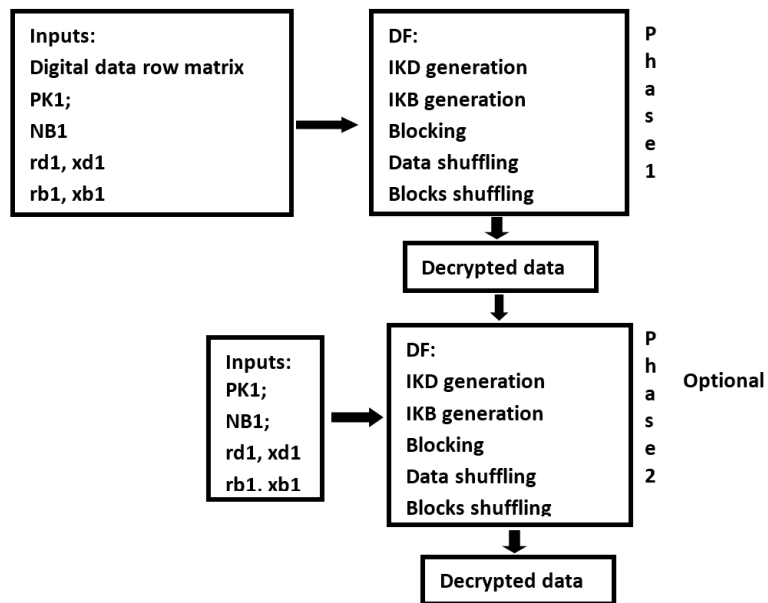 Inputs:
Digital data row matrix
PK1;
NB1
rd1, xd1
rb1, xb1
DF:
IKD generation
IKB generation
Blocking
Data shuffling
Blocks shuffling
Phase1
Decrypted data
Inputs:
PK1;
NB1;
rd1, xd1
rb1, xb1
DF:
IKD generation
IKB generation
Blocking
Data shuffling
Blocks shuffling
Phase2
Optional
Decrypted data